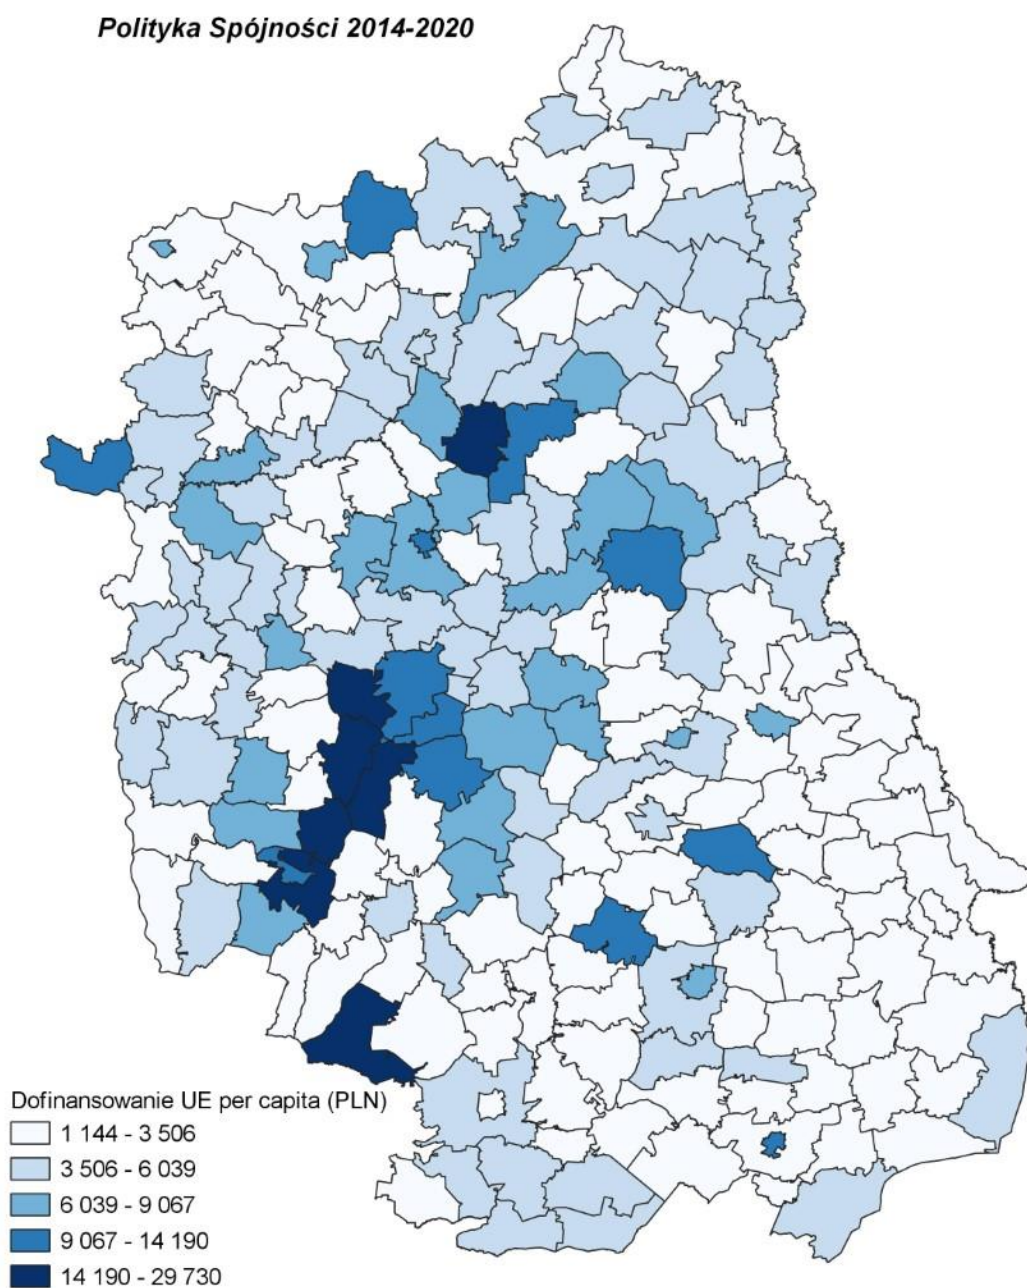 Polityka Spójności 2014-2020
Dofinansowanie UE per capita (PLN)
1 144 - 3 506
3 506 - 6 039
6 039 - 9 067
9 067 - 14 190
14 190 - 29 730